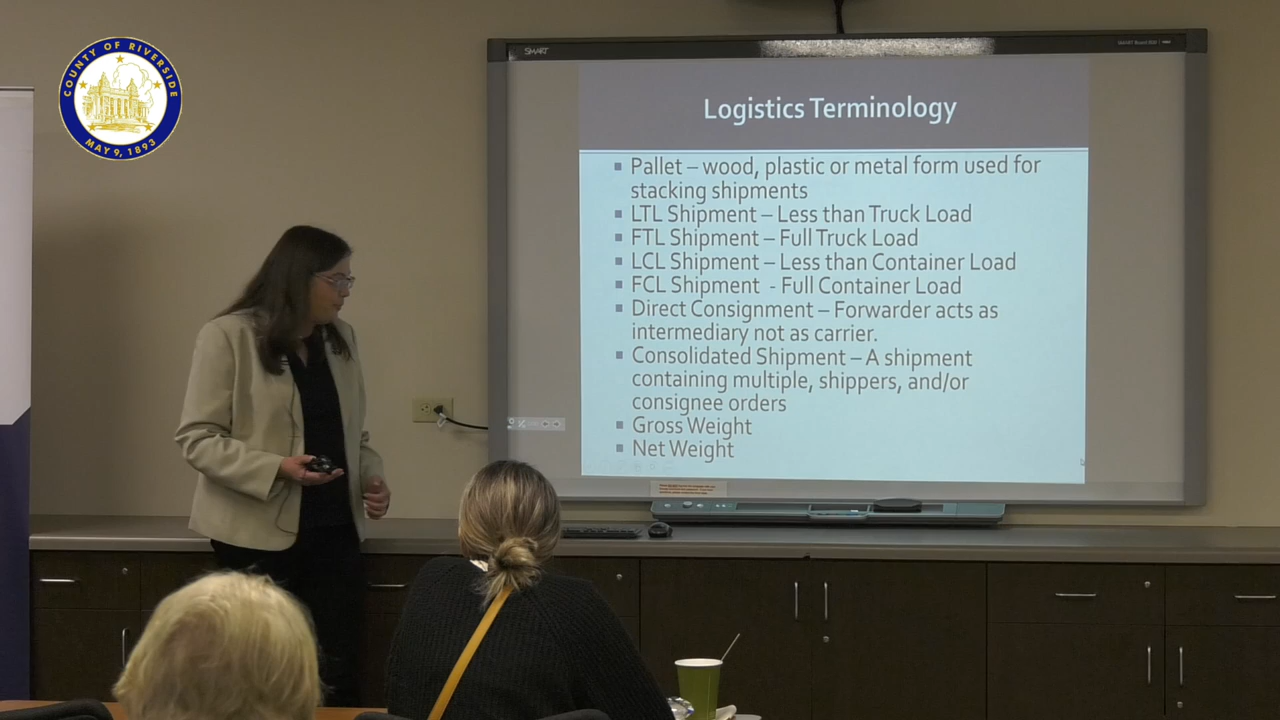 COUNTY OF RIVERSIDE
MAY 9, 1893
SMART
Logistics Terminology
Pallet – wood, plastic or metal form used for
stacking shipments
LTL Shipment – Less than Truck Load
FTL Shipment – Full Truck Load
LCL Shipment – Less than Container Load
FCL Shipment - Full Container Load
Direct Consignment – Forwarder acts as
intermediary not as carrier.
Consolidated Shipment – A shipment
containing multiple, shippers, and/or
consignee orders
Gross Weight
Net Weight